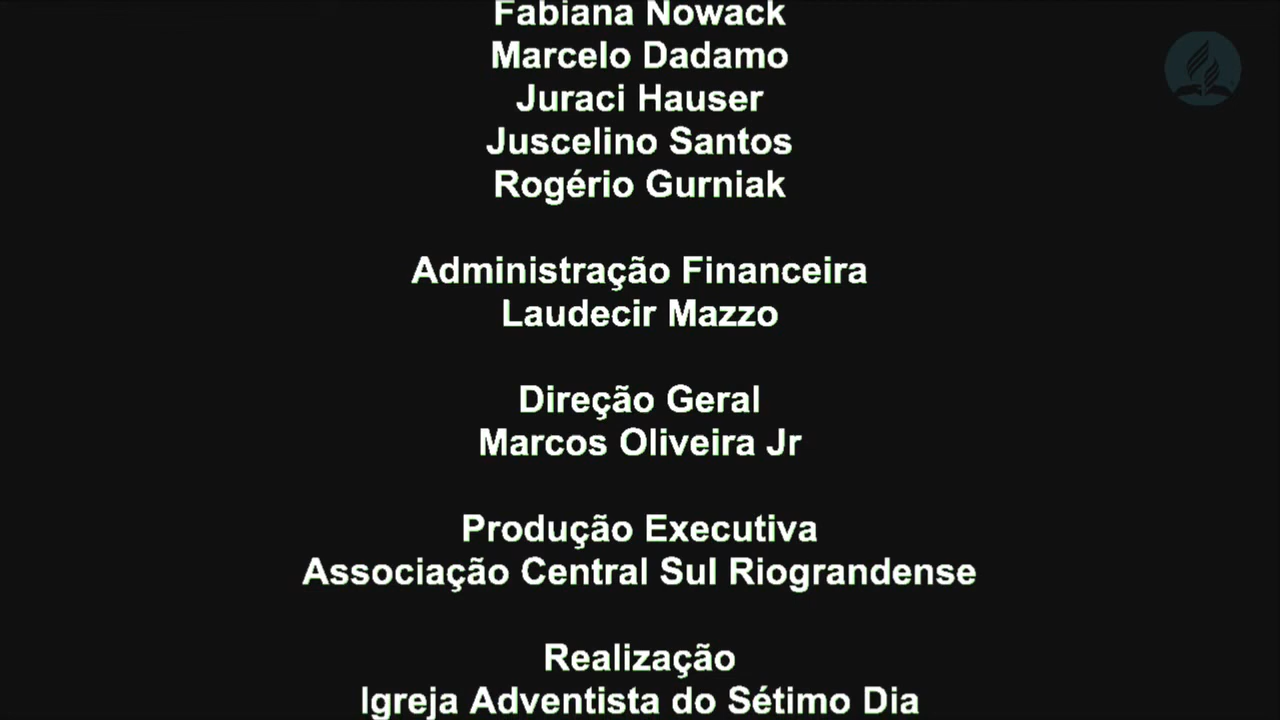 Fabiana Nowack
Marcelo Dadamo
Juraci Hauser
Juscelino Santos
Rogério Gurniak
Administração Financeira
Laudecir Mazzo
Direção Geral
Marcos Oliveira Jr
Produção Executiva
Associação Central Sul Riograndense
Realização
Igreja Adventista do Sétimo Dia